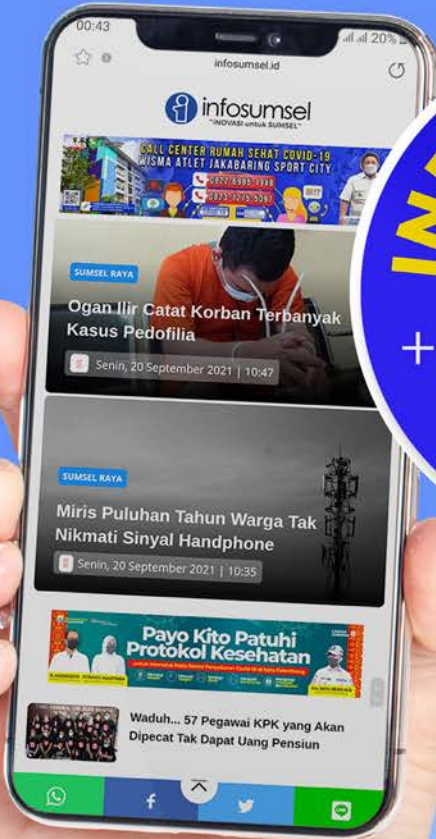 00:43
20%
infosumsel.id
infosumsel
"iNOVASI untuk SUMSEL"
CALL CENTER RUMAH SEHAT COVID-19
WISMA ATLET JAKABARING SPORT CITY
SUMSEL RAYA
Ogan Ilir Catat Korban Terbanyak
Kasus Pedofilia
Senin, 20 September 2021 | 10:47
SUMSEL RAYA
Miris Puluhan Tahun Warga Tak
Nikmati Sinyal Handphone
Senin, 20 September 2021 | 10:35
Payo Kito Patuhi
Protokol Kesehatan
Waduh... 57 Pegawai KPK yang Akan
Dipecat Tak Dapat Uang Pensiun